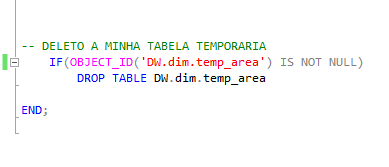 -- DELETO A MINHA TABELA TEMPORARIA
IF(OBJECT_ID('DW.dim.temp_area') IS NOT NULL)
DROP TABLE DW.dim.temp_area
END;